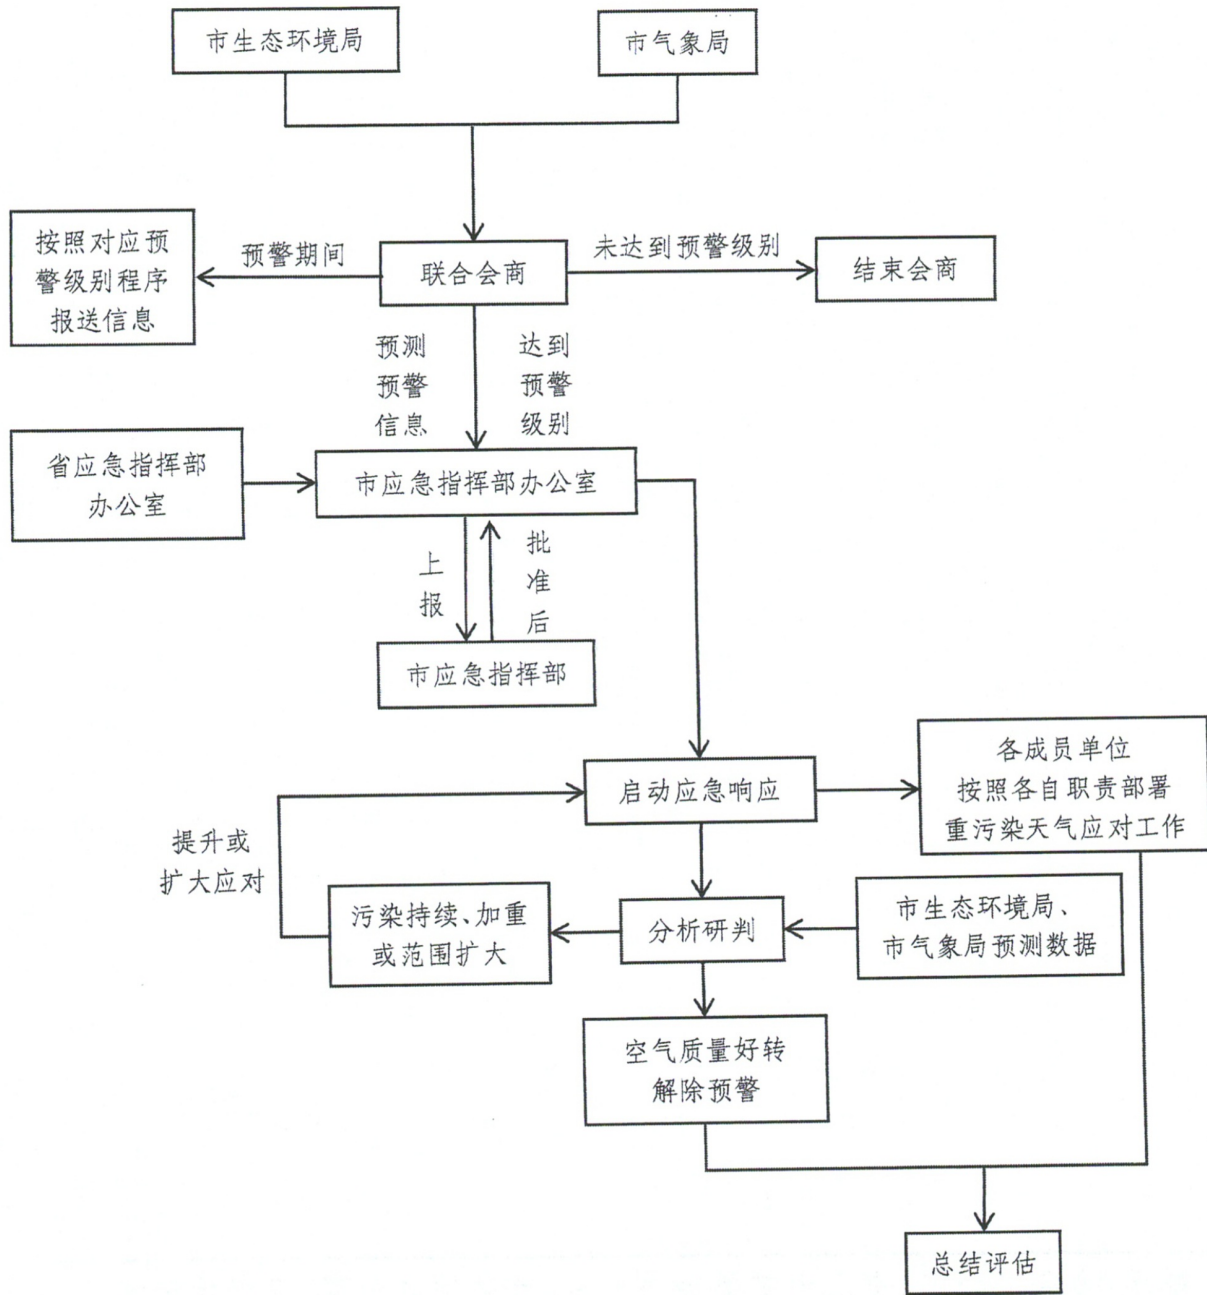 市生态环境局
市气象局
按照对应预
警级别程序
报送信息
预警期间
联合会商
未达到预警级别
结束会商
预测
预警
信息
达到
预警
级别
省应急指挥部
办公室
市应急指挥部办公室
上
报
批
准
后
市应急指挥部
启动应急响应
各成员单位
按照各自职责部署
重污染天气应对工作
提升或
扩大应对
污染持续、加重
或范围扩大
分析研判
市生态环境局、
市气象局预测数据
空气质量好转
解除预警
总结评估